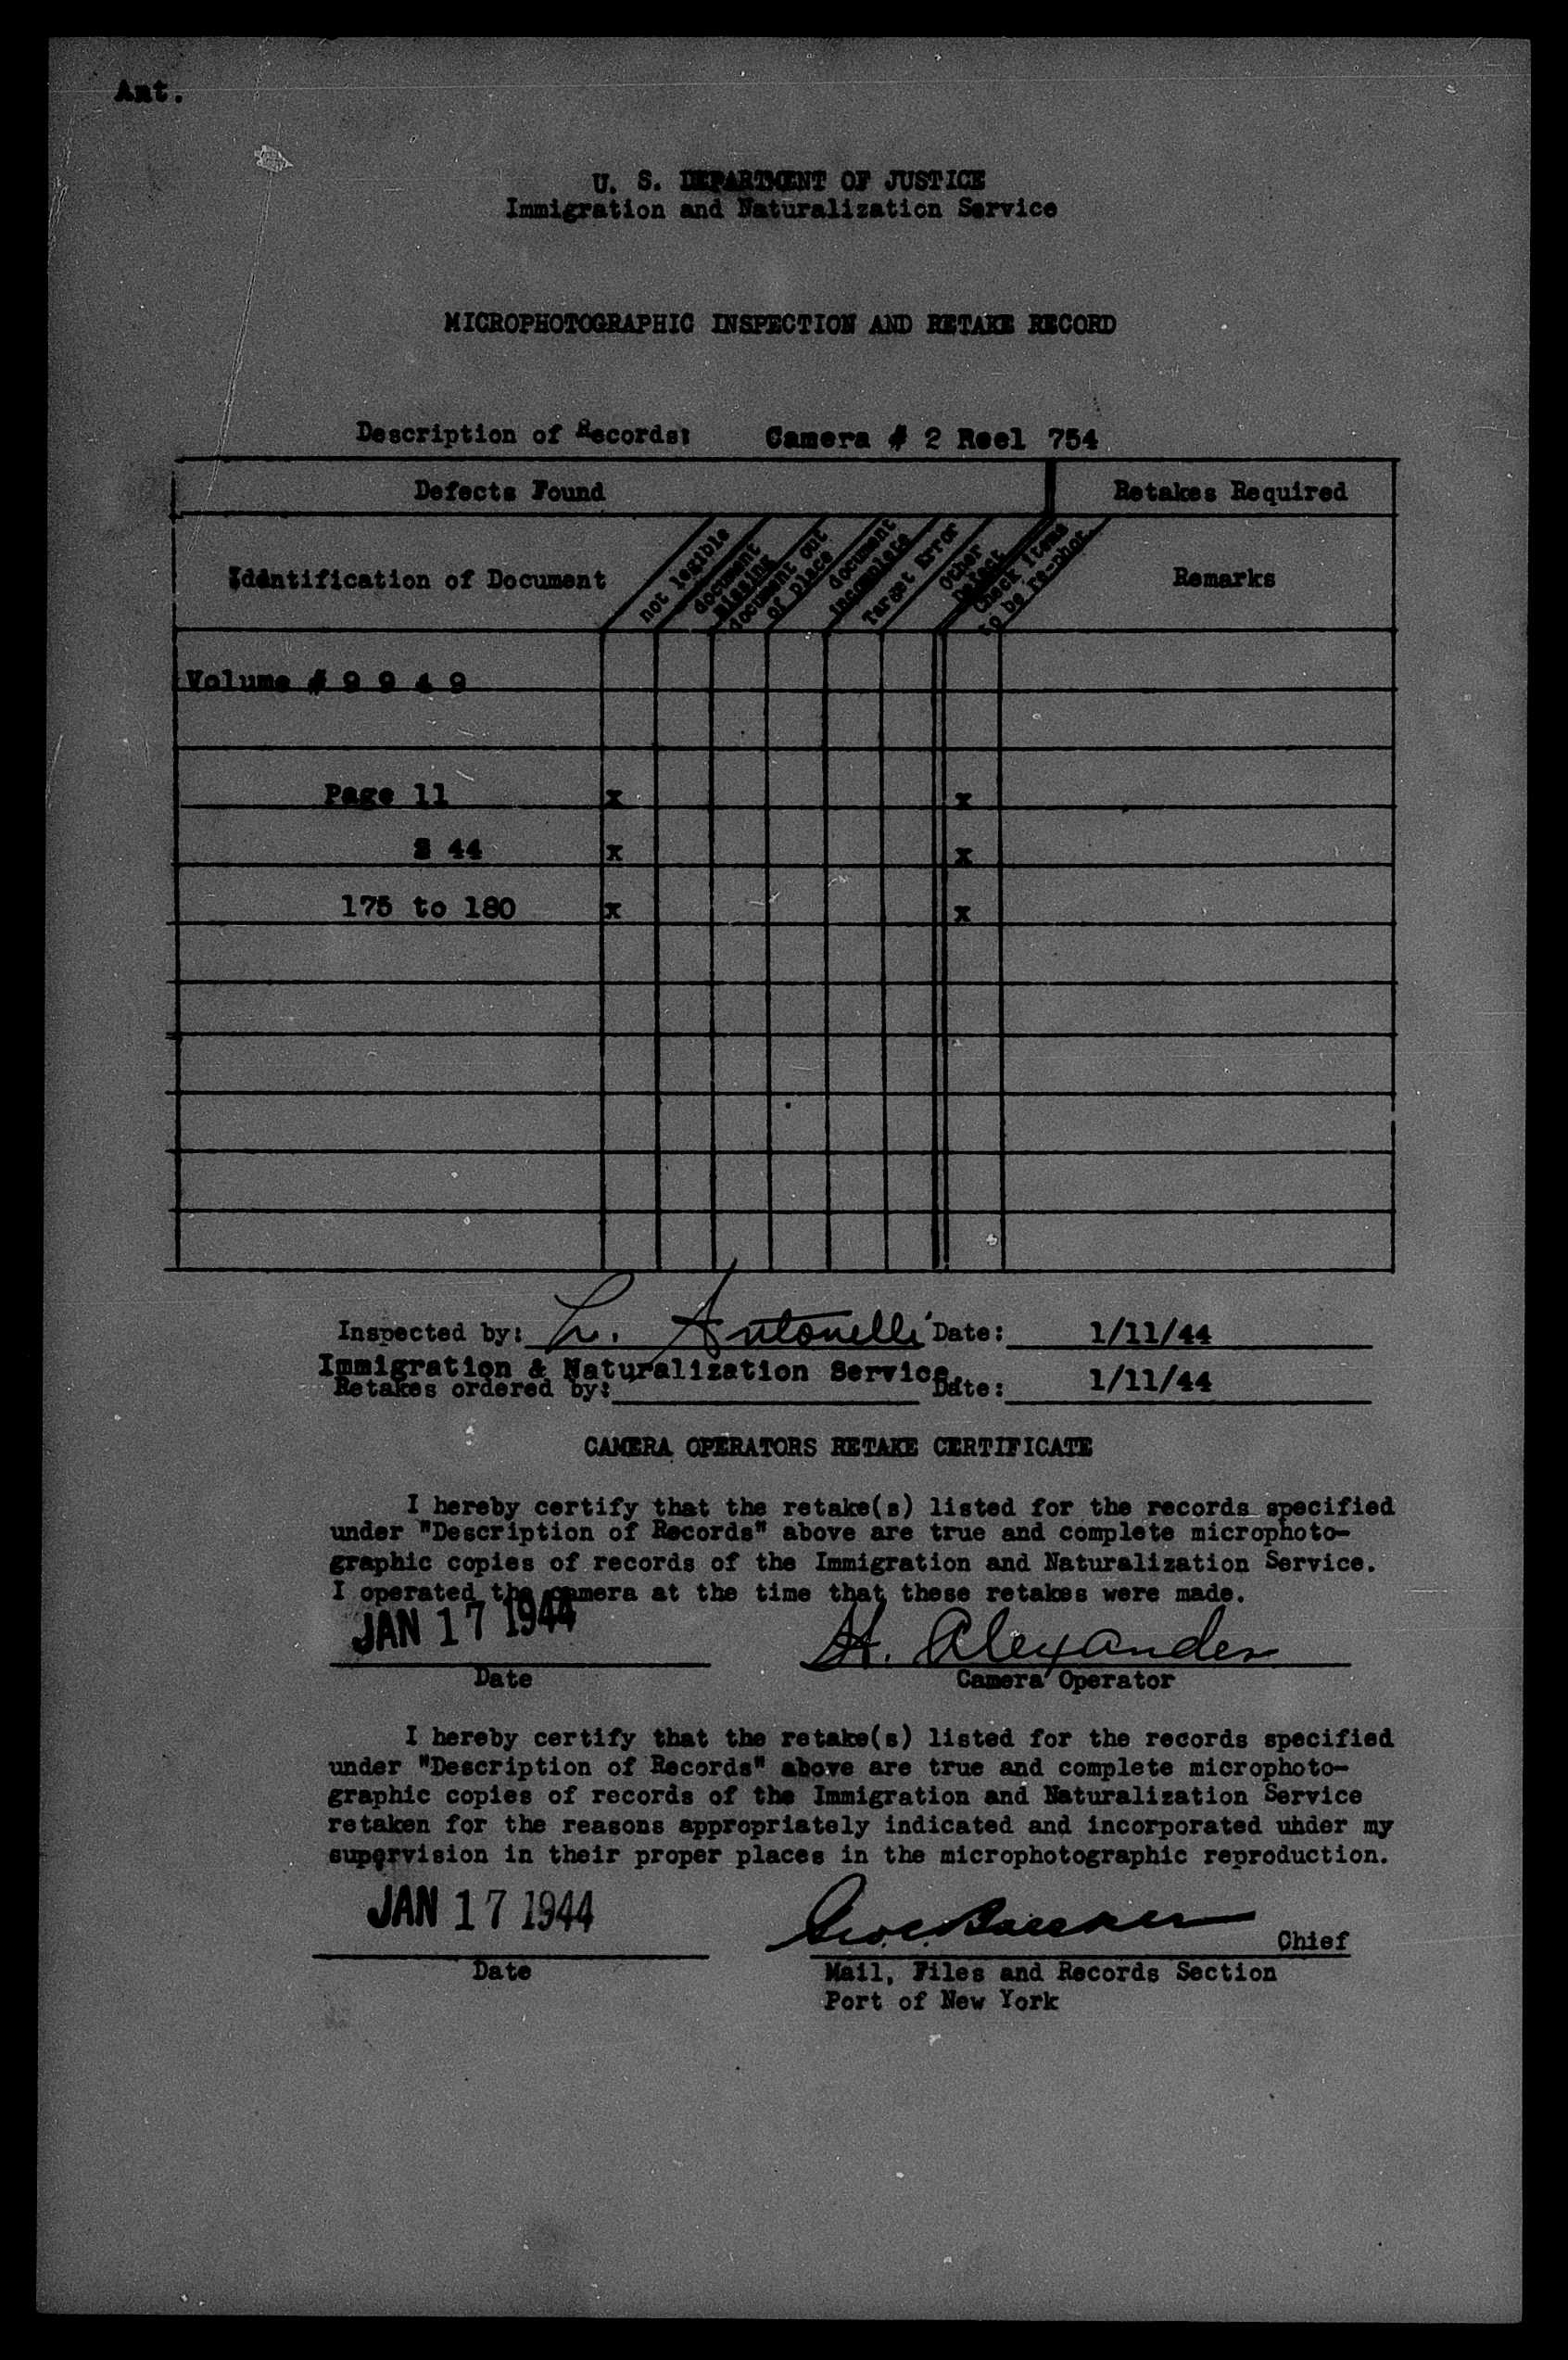 Ant.
U. S. DEPARTMENT OF JUSTICE
Immigration and Naturalization Service
MICROPHOTOGRAPHIC INSPECTION AND RETAKE RECORD
Description of Records: Camera # 2 Reel 754
Defects Found Retakes Required
Identification of Document
not legible
document
missing
document out
of place
document
incomplete
Target Error
Other
Defect
Check items
to be re-phot.
Remarks
Volume # 9 9 4 9
Page 11 x x
44 x x
175 to 180 x x
Inspected by: L. Antonelli Date: 1/11/44
Immigration & Naturalization Service.
Retakes ordered by: Date: 1/11/44
CAMERA OPERATORS RETAKE CERTIFICATE
I hereby certify that the retake(s) listed for the records specified
under "Description of Records" above are true and complete microphoto-
graphic copies of records of the Immigration and Naturalization Service.
I operated the camera at the time that these retakes were made.
JAN 17 1944 H. Alexander
Date Camera Operator
I hereby certify that the retake(s) listed for the records specified
under "Description of Records" above are true and complete microphoto-
graphic copies of records of the Immigration and Naturalization Service
retaken for the reasons appropriately indicated and incorporated under my
supervision in their proper places in the microphotographic reproduction.
JAN 17 1944 Chief
Date Mail, Files and Records Section
Port of New York